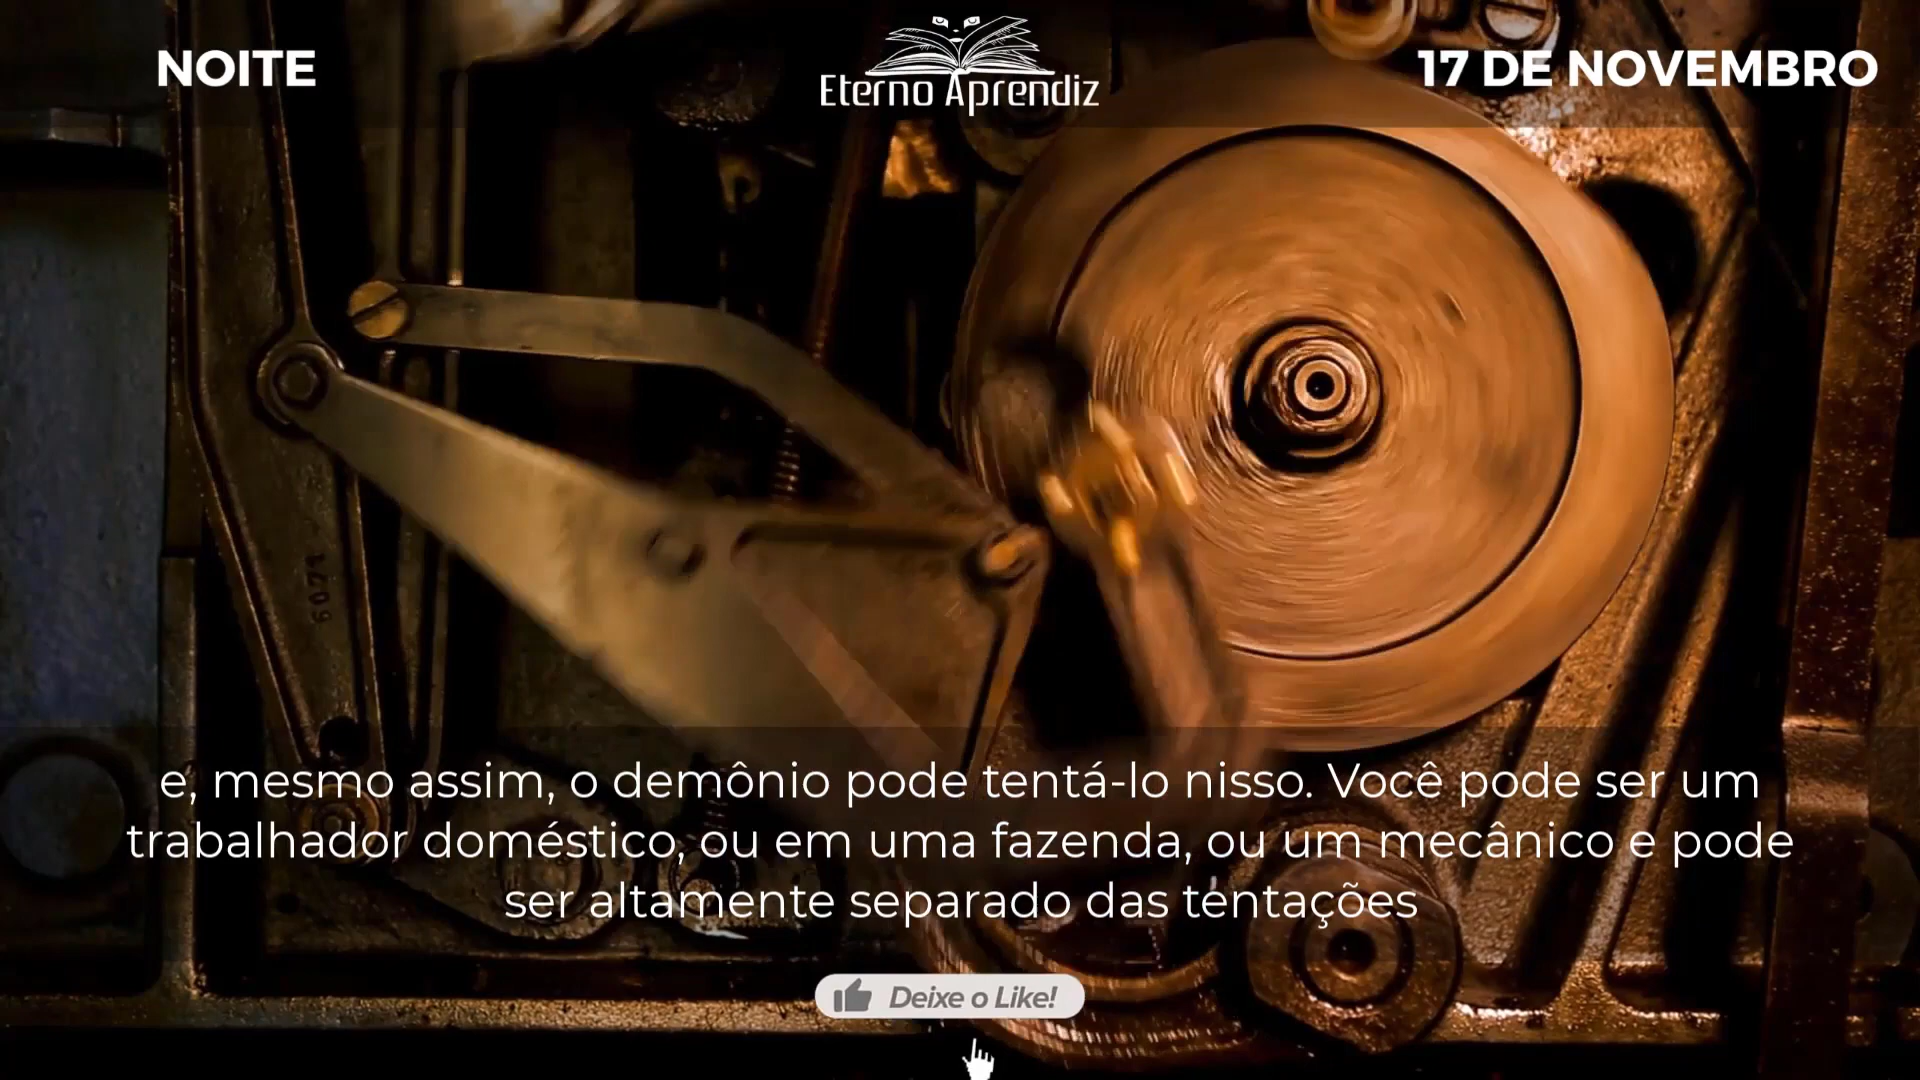 NOITE
Eterno Aprendiz
17 DE NOVEMBRO
6071
e, mesmo assim, o demônio pode tentá-lo nisso. Você pode ser um
trabalhador doméstico, ou em uma fazenda, ou um mecânico e pode
ser altamente separado das tentações
Deixe o Like!